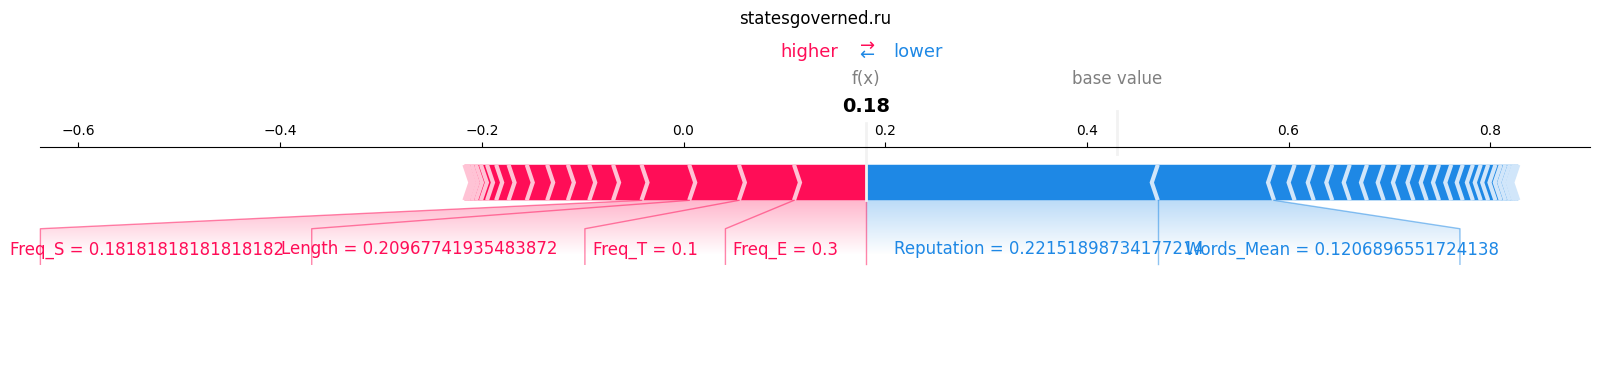 statesgoverned.ru
higher ⇄ lower
f(x) base value
0.18
−0.6 −0.4 −0.2 0.0 0.2 0.4 0.6 0.8
Freq_S = 0.18181818181818182 Length = 0.20967741935483872 Freq_T = 0.1 Freq_E = 0.3 Reputation = 0.22151898734177214 Words_Mean = 0.1206896551724138